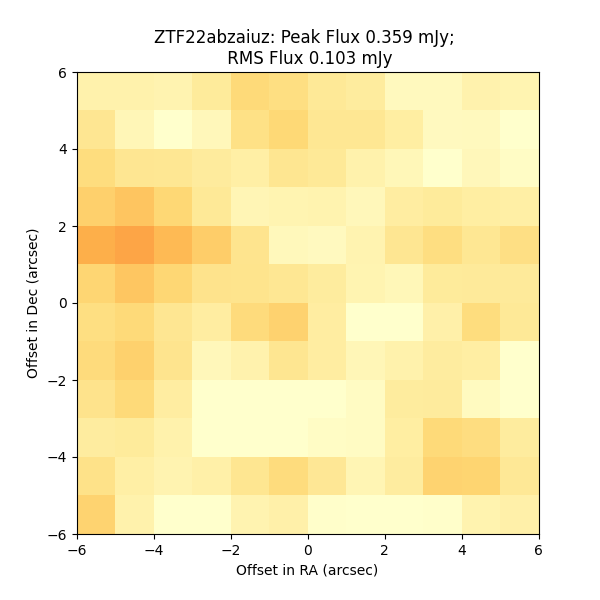 ZTF22abzaiuz: Peak Flux 0.359 mJy;
RMS Flux 0.103 mJy
6
4
2
0
−2
−4
−6
Offset in Dec (arcsec)
−6 −4 −2 0 2 4 6
Offset in RA (arcsec)